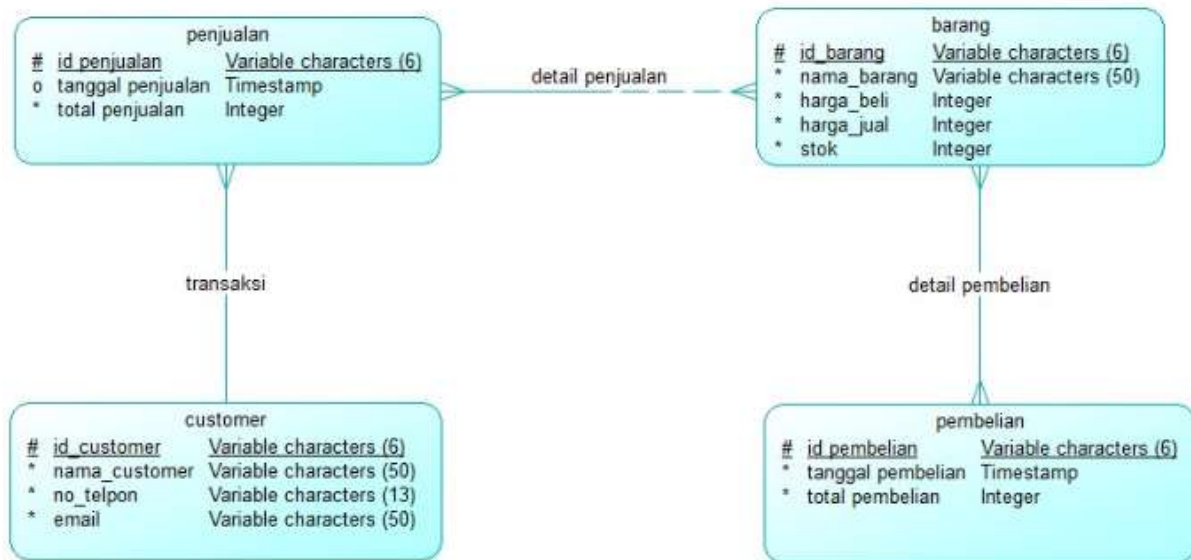 penjualan
# id penjualan Variable characters (6)
o tanggal penjualan Timestamp
* total penjualan Integer
detail penjualan
barang
# id_barang Variable characters (6)
* nama_barang Variable characters (50)
* harga_beli Integer
* harga_jual Integer
* stok Integer
transaksi
detail pembelian
customer
# id_customer Variable characters (6)
* nama_customer Variable characters (50)
* no_telpon Variable characters (13)
* email Variable characters (50)
pembelian
# id pembelian Variable characters (6)
* tanggal pembelian Timestamp
* total pembelian Integer